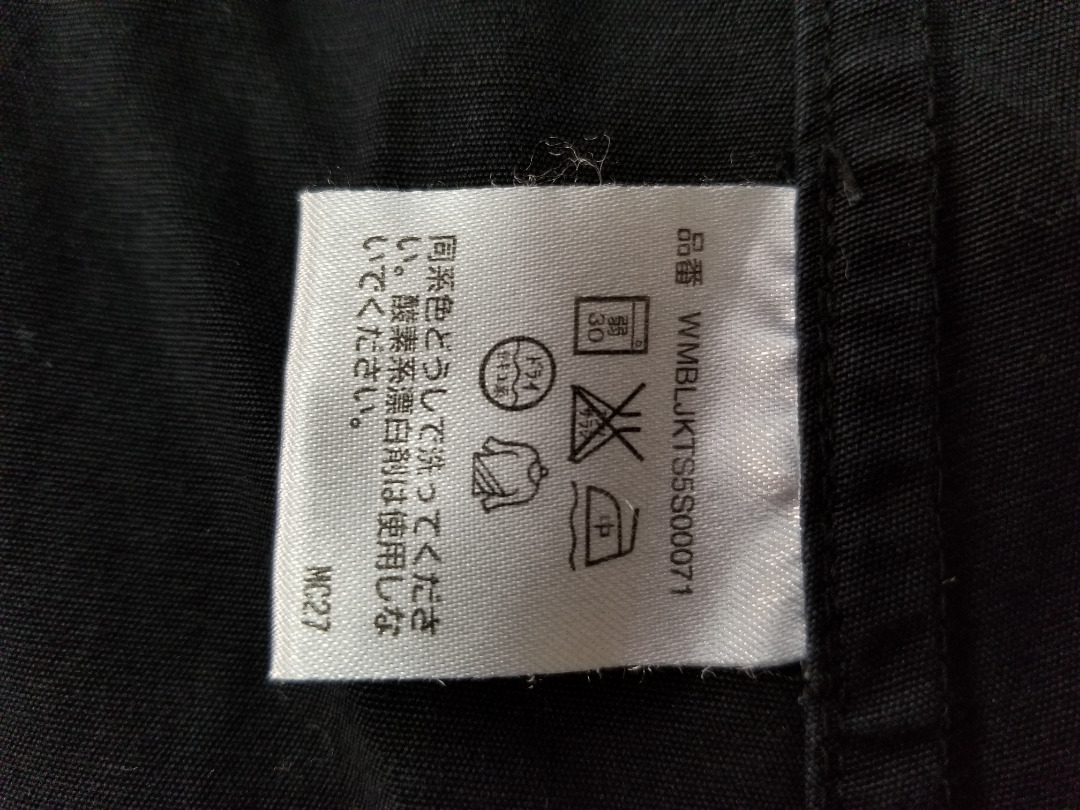 品番 WMBLJKTS5S00071
弱
30
中
ドライ
同系色どうしで洗ってくださ
い。酸素系漂白剤は使用しな
いでください。
MC27